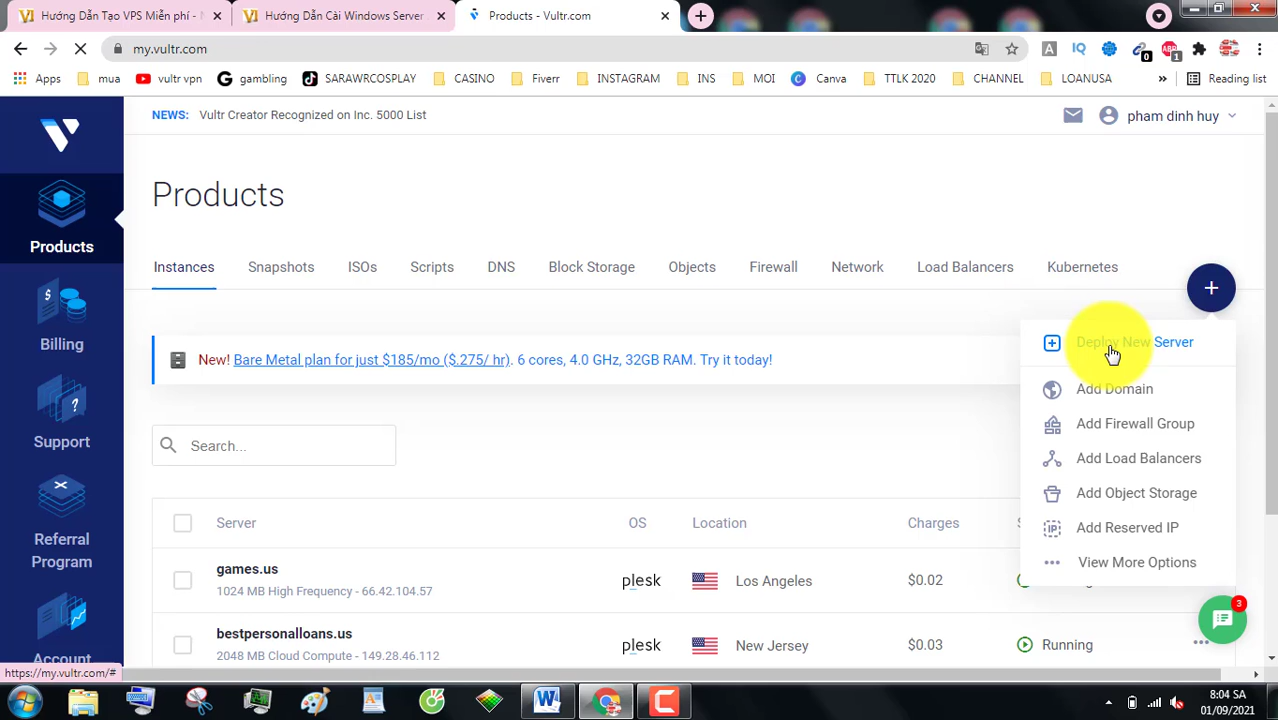 Hướng Dẫn Tạo VPS Miễn phí -
Hướng Dẫn Cài Windows Server
Products - Vultr.com
my.vultr.com
Apps
mua
vultr vpn
gambling
SARAWRCOSPLAY
CASINO
Fiverr
INSTAGRAM
INS
MOI
Canva
TTLK 2020
CHANNEL
LOANUSA
»
Reading list
NEWS: Vultr Creator Recognized on Inc. 5000 List
pham dinh huy
Products
Products
Billing
Support
Referral
Program
Account
Instances
Snapshots
ISOs
Scripts
DNS
Block Storage
Objects
Firewall
Network
Load Balancers
Kubernetes
+
New! Bare Metal plan for just $185/mo ($.275/ hr). 6 cores, 4.0 GHz, 32GB RAM. Try it today!
Deploy New Server
Add Domain
Add Firewall Group
Add Load Balancers
Add Object Storage
Add Reserved IP
View More Options
Search...
Server
OS
Location
Charges
games.us
1024 MB High Frequency - 66.42.104.57
plesk
Los Angeles
$0.02
bestpersonalloans.us
2048 MB Cloud Compute - 149.28.46.112
plesk
New Jersey
$0.03
Running
3
https://my.vultr.com/#
8:04 SA
01/09/2021